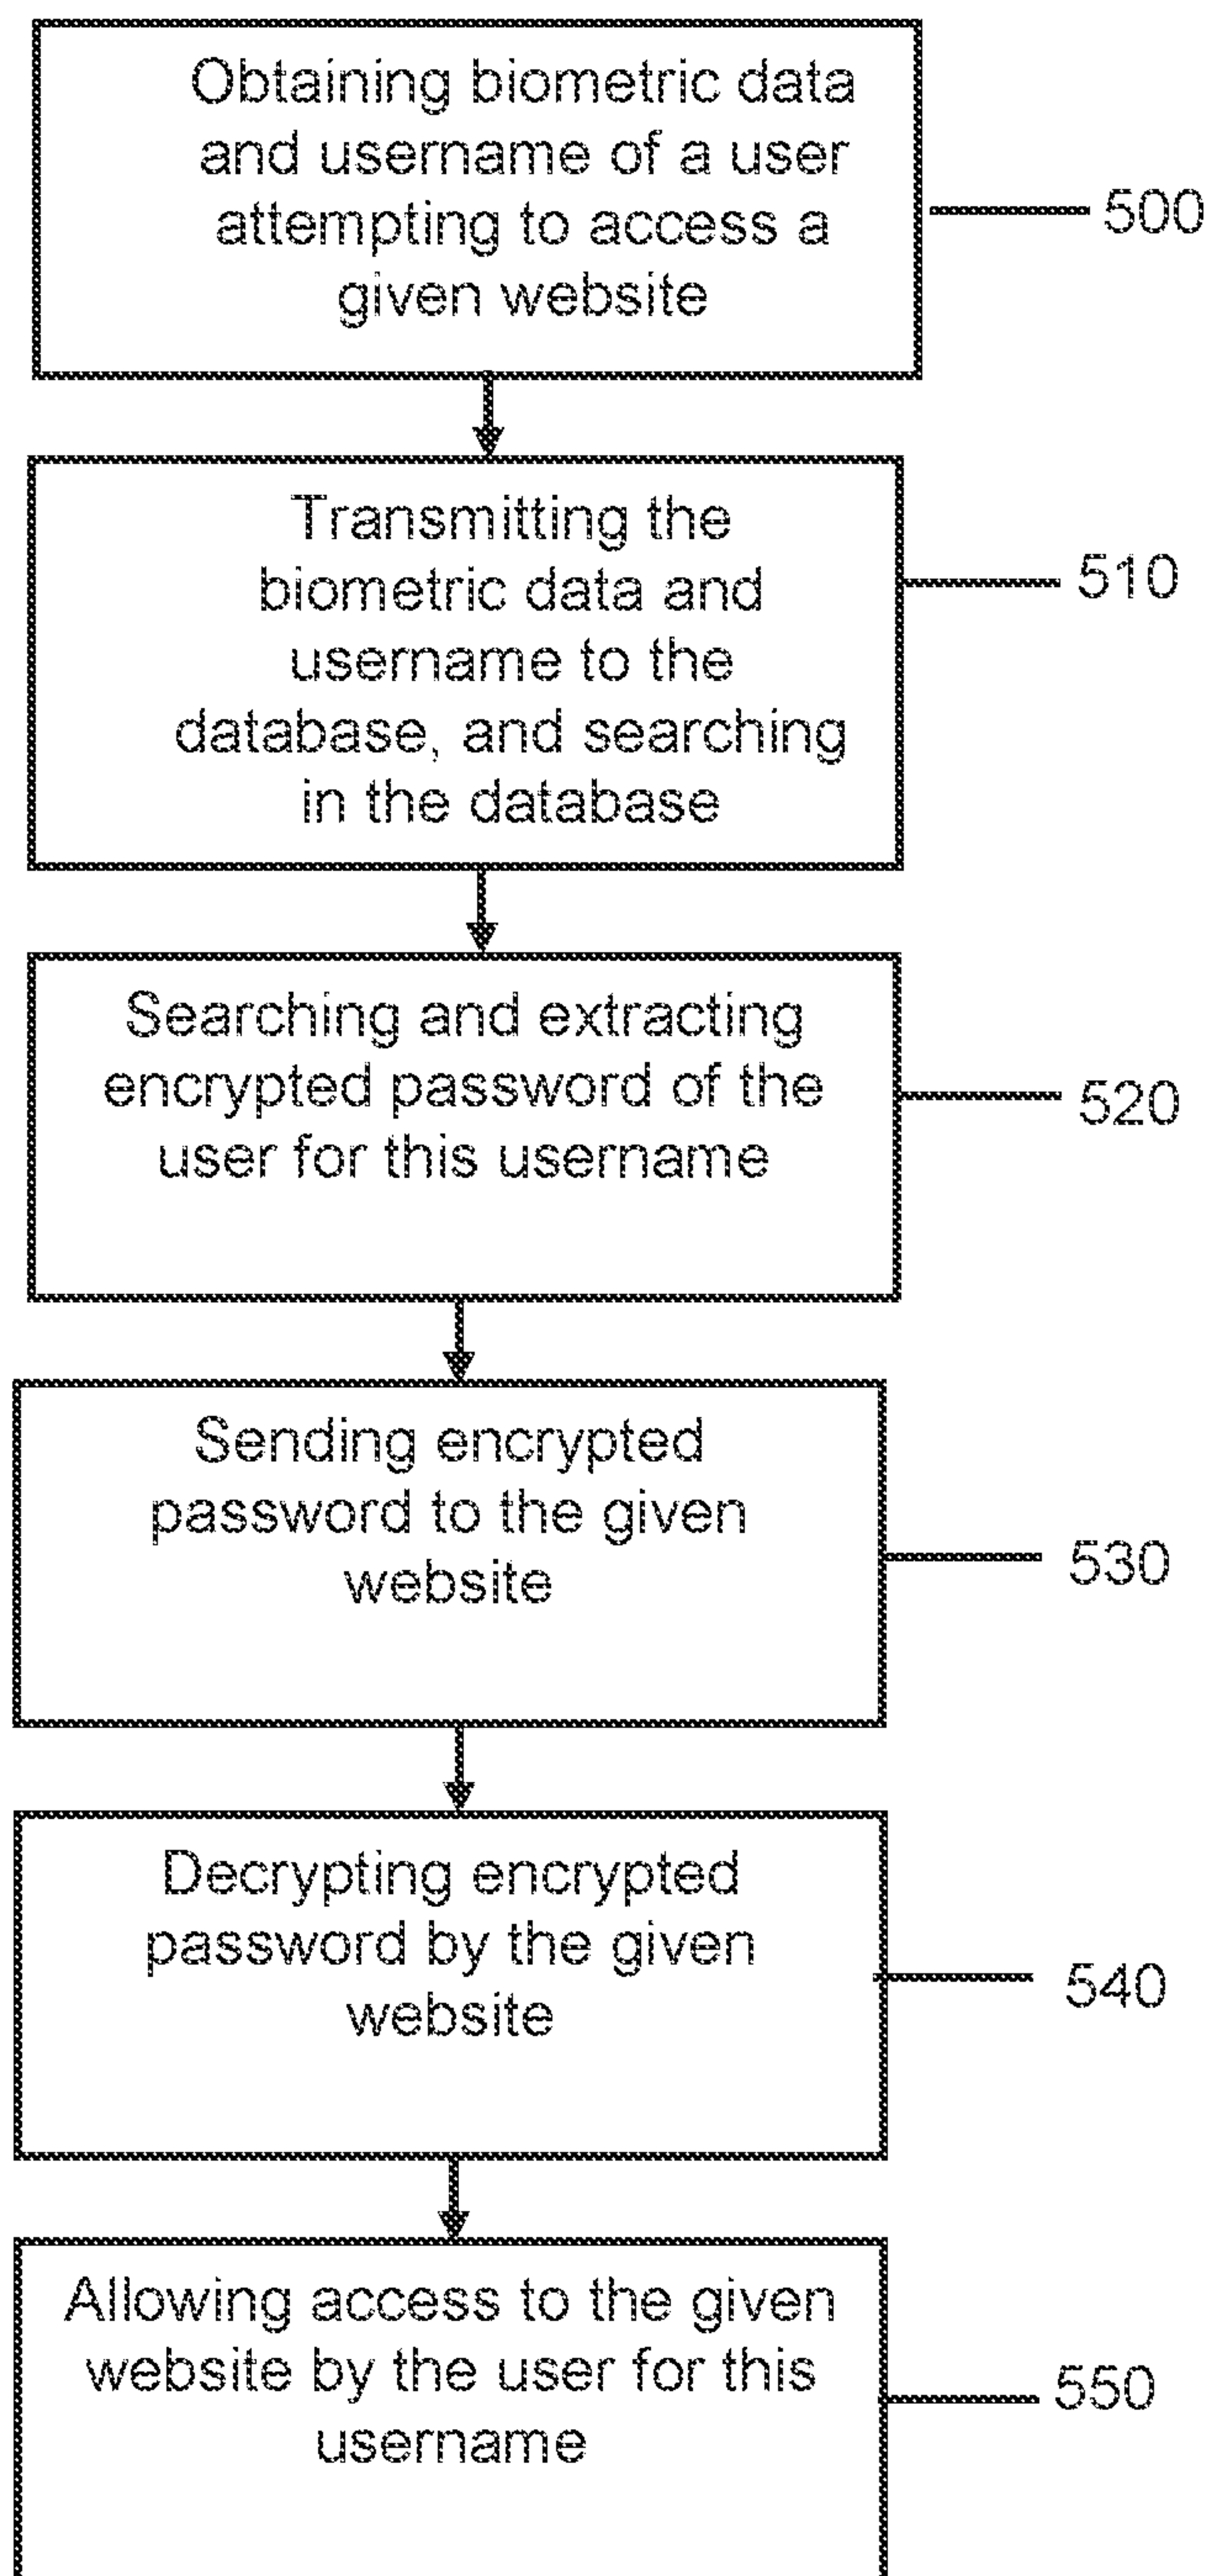 Obtaining biometric data
and username of a user
attempting to access a
given website
500
Transmitting the
biometric data and
username to the
database, and searching
in the database
510
Searching and extracting
encrypted password of the
user for this username
520
Sending encrypted
password to the given
website
530
Decrypting encrypted
password by the given
website
540
Allowing access to the given
website by the user for this
username
550